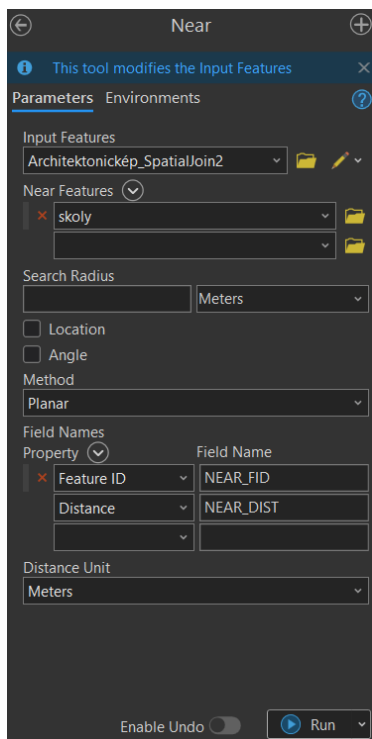 Near
This tool modifies the Input Features
Parameters Environments
Input Features
Architektonickép_SpatialJoin2
Near Features
skoly
Search Radius
Meters
Location
Angle
Method
Planar
Field Names
Property Field Name
Feature ID NEAR_FID
Distance NEAR_DIST
Distance Unit
Meters
Enable Undo Run